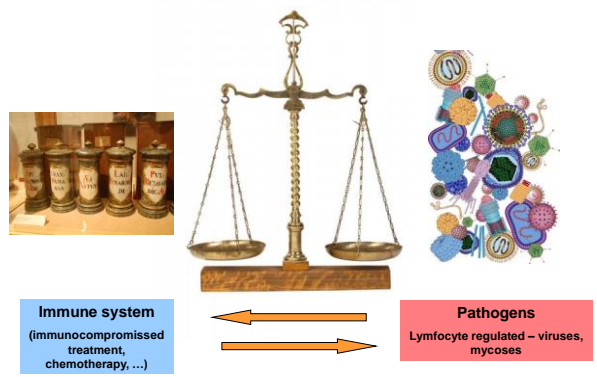 Immune system
(immunocompromissed
treatment,
chemotherapy, ...)
Pathogens
Lymfocyte regulated – viruses,
mycoses